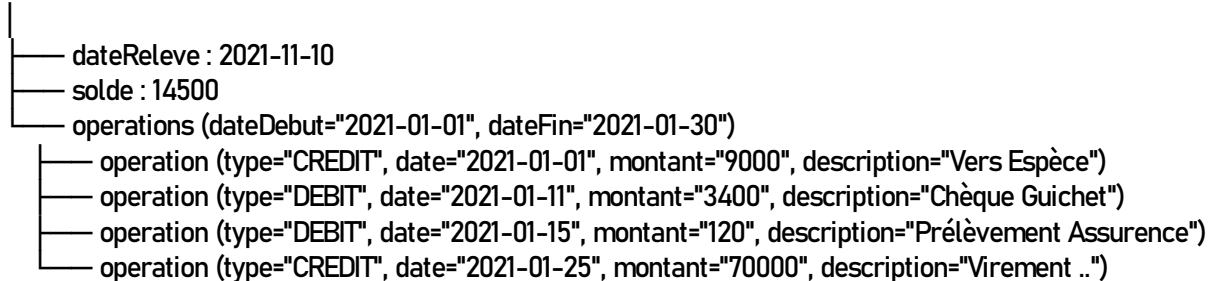 dateReleve : 2021-11-10
solde : 14500
operations (dateDebut="2021-01-01", dateFin="2021-01-30")
operation (type="CREDIT", date="2021-01-01", montant="9000", description="Vers Espèce")
operation (type="DEBIT", date="2021-01-11", montant="3400", description="Chèque Guichet")
operation (type="DEBIT", date="2021-01-15", montant="120", description="Prélèvement Assurence")
operation (type="CREDIT", date="2021-01-25", montant="70000", description="Virement ..")